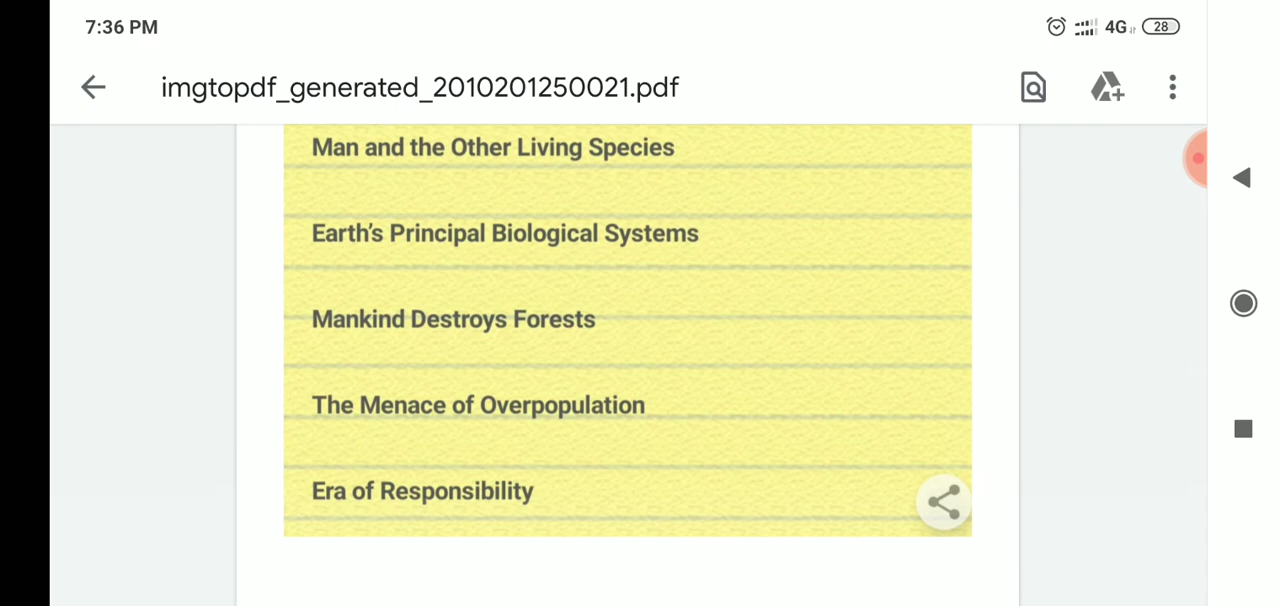 7:36 PM
4G 28
imgtopdf_generated_2010201250021.pdf
Man and the Other Living Species
Earth's Principal Biological Systems
Mankind Destroys Forests
The Menace of Overpopulation
Era of Responsibility